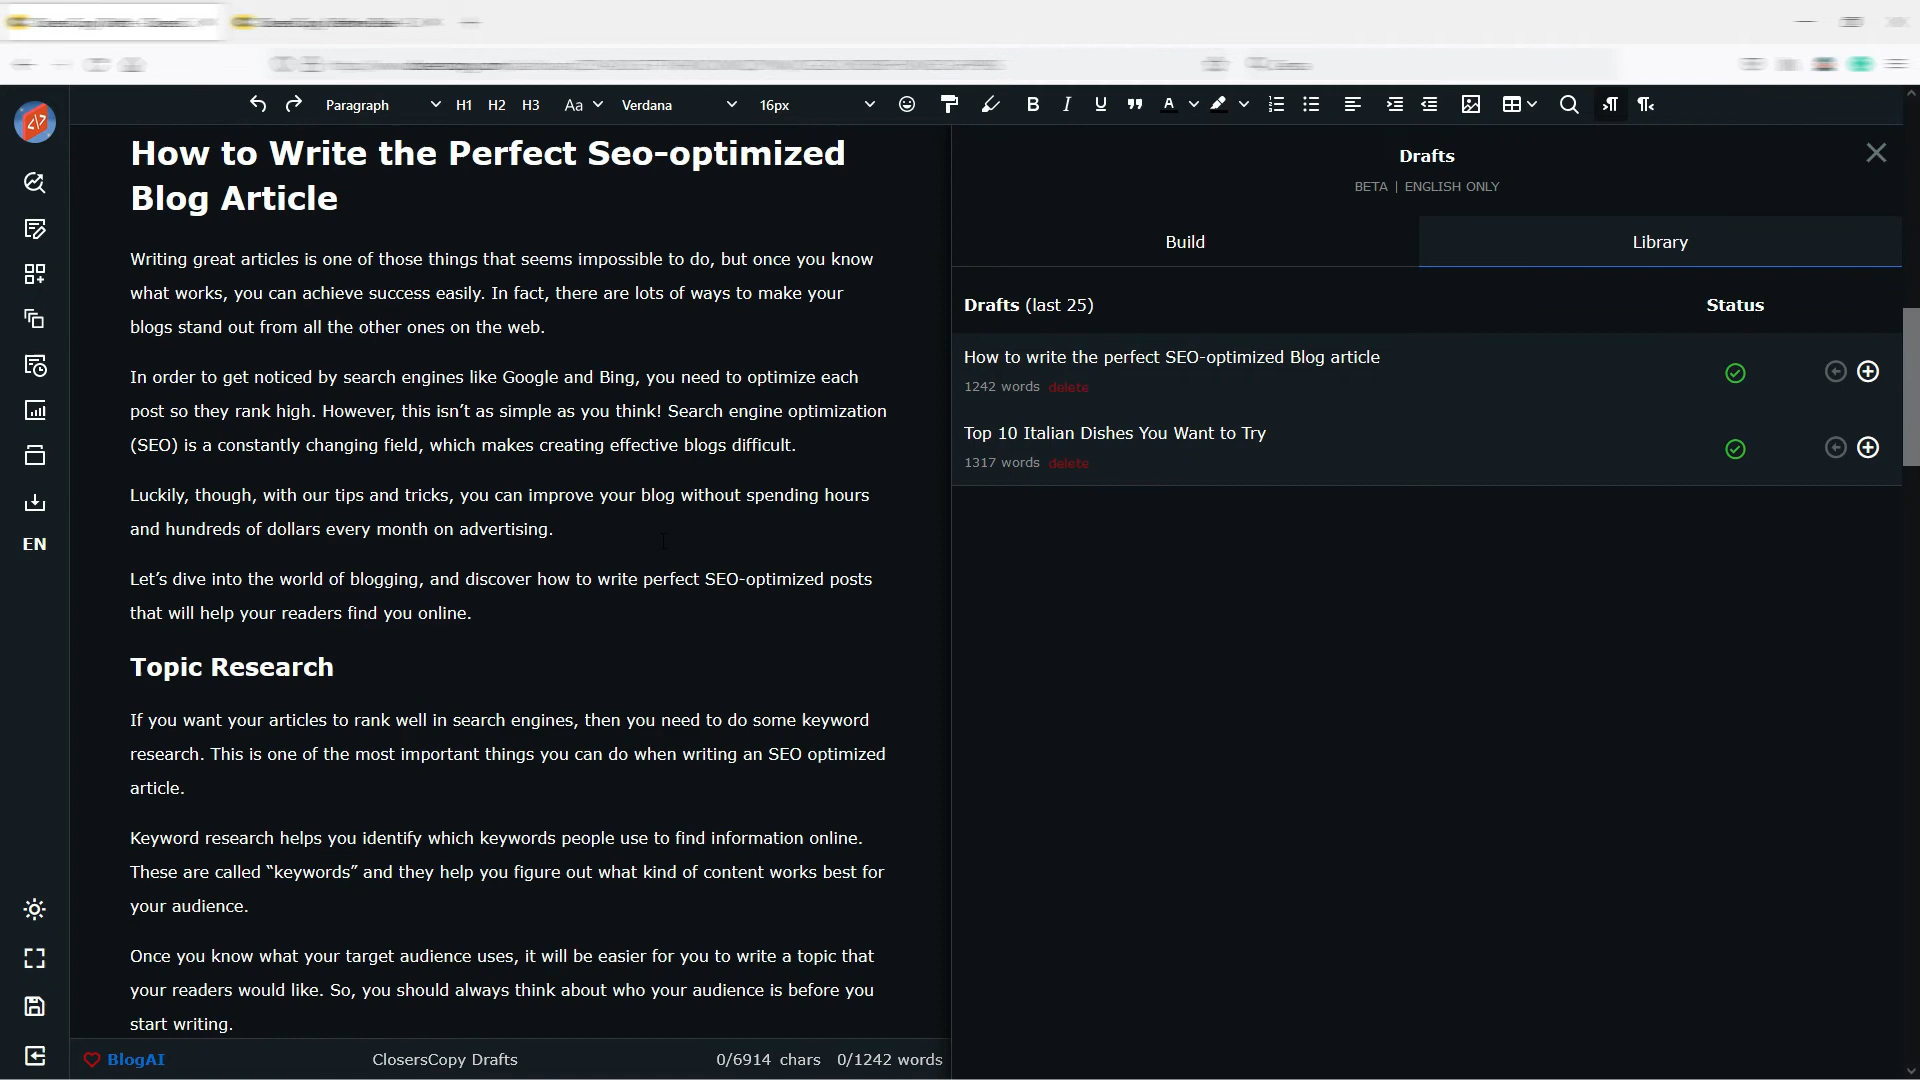 Paragraph H1 H2 H3 Aa Verdana 16px B I U A
How to Write the Perfect Seo-optimized
Blog Article
Writing great articles is one of those things that seems impossible to do, but once you know
what works, you can achieve success easily. In fact, there are lots of ways to make your
blogs stand out from all the other ones on the web.
In order to get noticed by search engines like Google and Bing, you need to optimize each
post so they rank high. However, this isn’t as simple as you think! Search engine optimization
(SEO) is a constantly changing field, which makes creating effective blogs difficult.
Luckily, though, with our tips and tricks, you can improve your blog without spending hours
and hundreds of dollars every month on advertising.
Let’s dive into the world of blogging, and discover how to write perfect SEO-optimized posts
that will help your readers find you online.
Topic Research
If you want your articles to rank well in search engines, then you need to do some keyword
research. This is one of the most important things you can do when writing an SEO optimized
article.
Keyword research helps you identify which keywords people use to find information online.
These are called “keywords” and they help you figure out what kind of content works best for
your audience.
Once you know what your target audience uses, it will be easier for you to write a topic that
your readers would like. So, you should always think about who your audience is before you
start writing.
EN
BlogAI ClosersCopy Drafts 0/6914 chars 0/1242 words
Drafts
BETA | ENGLISH ONLY
Build Library
Drafts (last 25) Status
How to write the perfect SEO-optimized Blog article
1242 words delete
Top 10 Italian Dishes You Want to Try
1317 words delete